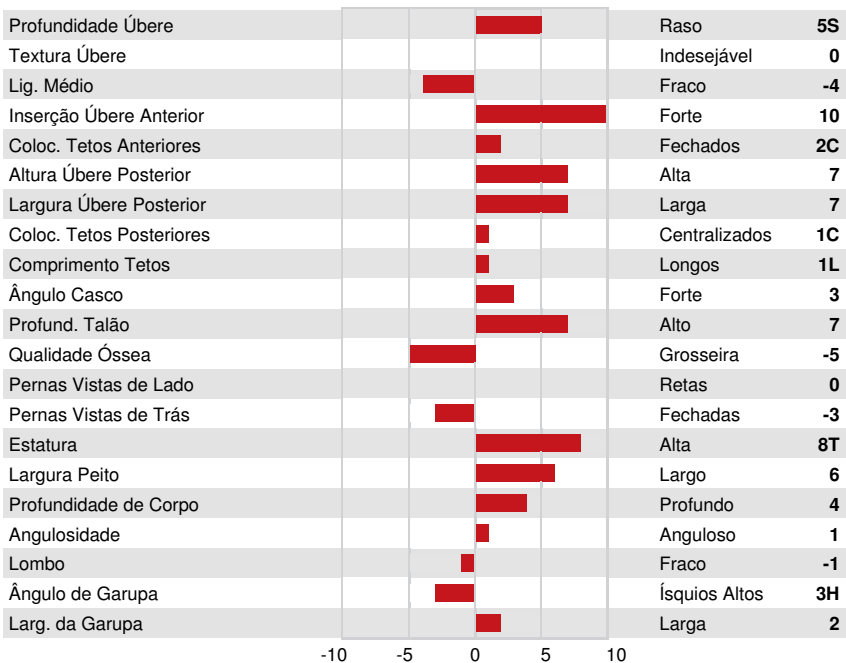 Profundidade Úbere Raso 5S
Textura Úbere Indesejável 0
Lig. Médio Fraco -4
Inserção Úbere Anterior Forte 10
Coloc. Tetos Anteriores Fechados 2C
Altura Úbere Posterior Alta 7
Largura Úbere Posterior Larga 7
Coloc. Tetos Posteriores Centralizados 1C
Comprimento Tetos Longos 1L
Ângulo Casco Forte 3
Profund. Talão Alto 7
Qualidade Óssea Grosseira -5
Pernas Vistas de Lado Retas 0
Pernas Vistas de Trás Fechadas -3
Estatura Alta 8T
Largura Peito Largo 6
Profundidade de Corpo Profundo 4
Angulosidade Anguloso 1
Lombo Fraco -1
Ângulo de Garupa Ísquios Altos 3H
Larg. da Garupa Larga 2
-10 -5 0 5 10